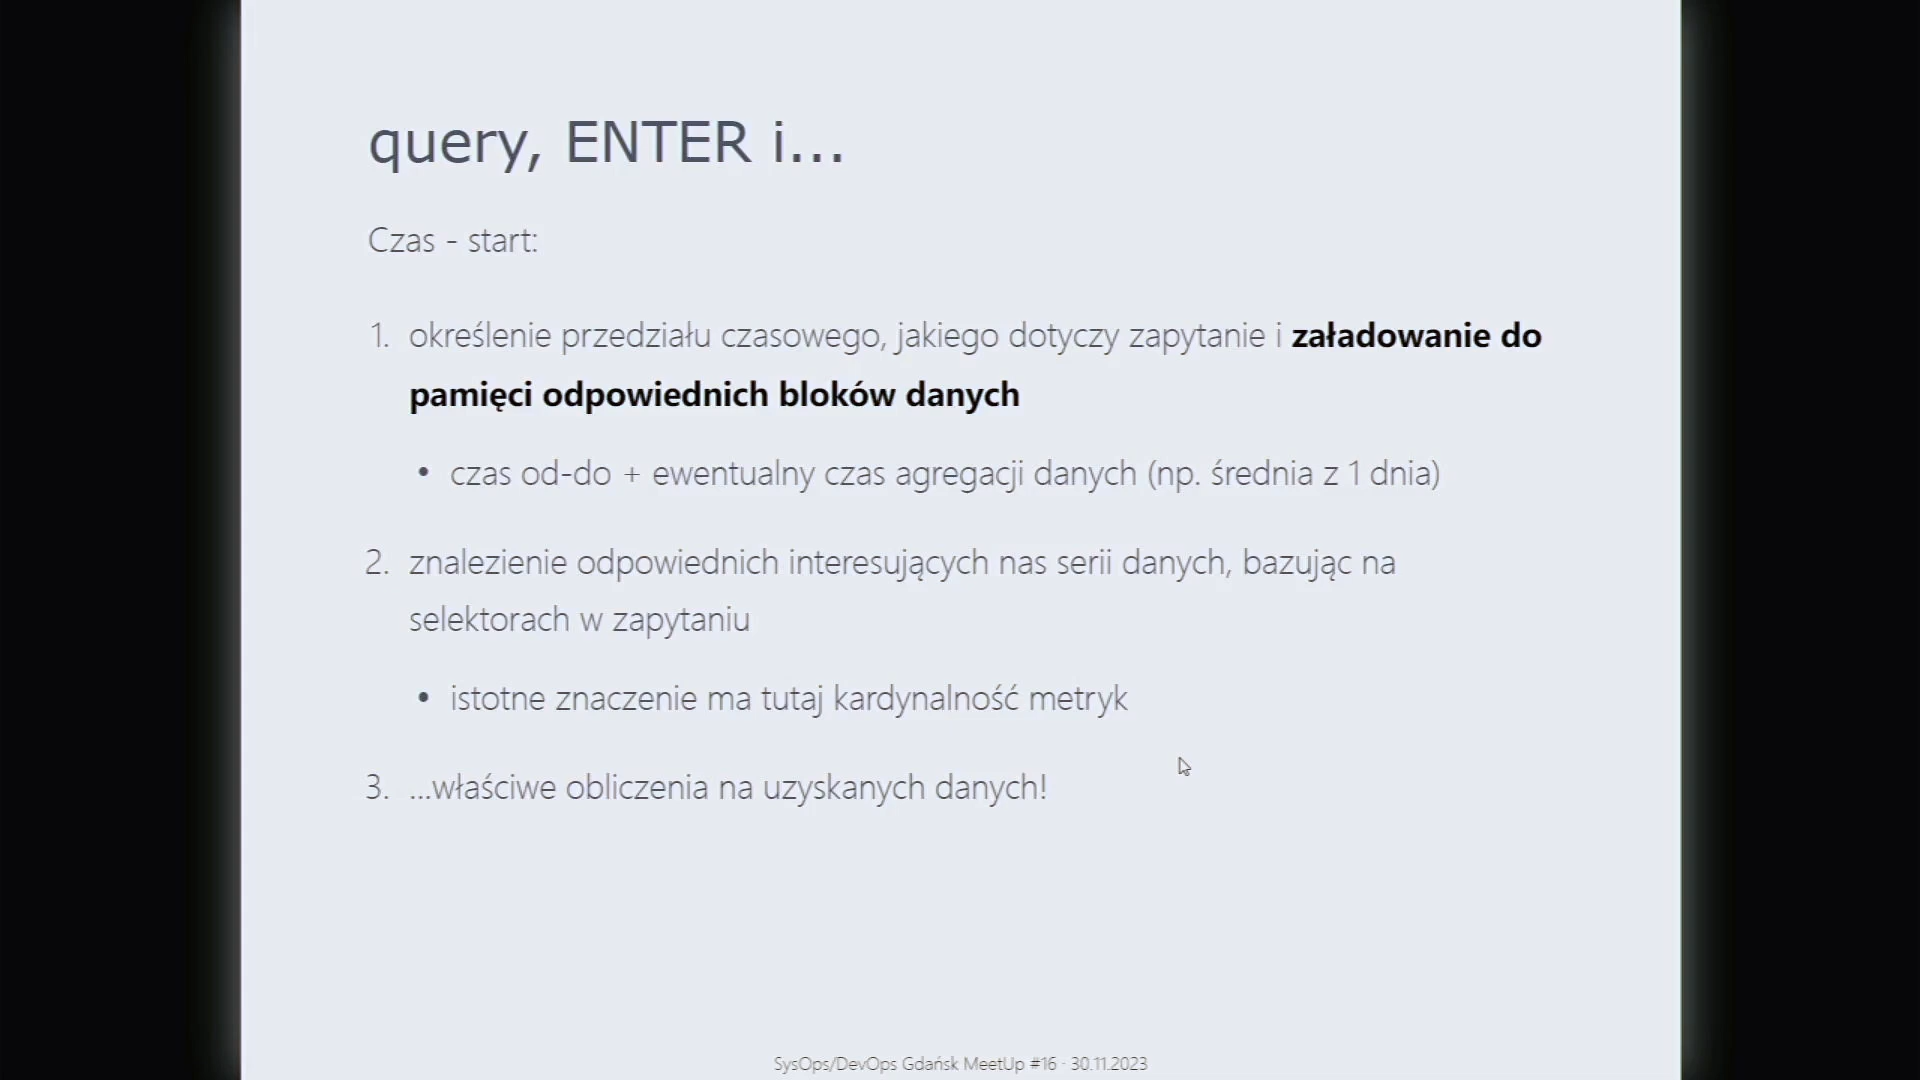 query, ENTER i...
Czas - start:
1. określenie przedziału czasowego, jakiego dotyczy zapytanie i załadowanie do
pamięci odpowiednich bloków danych
• czas od-do + ewentualny czas agregacji danych (np. średnia z 1 dnia)
2. znalezienie odpowiednich interesujących nas serii danych, bazując na
selektorach w zapytaniu
• istotne znaczenie ma tutaj kardynalność metryk
3. ...właściwe obliczenia na uzyskanych danych!
SysOps/DevOps Gdańsk MeetUp #16 · 30.11.2023